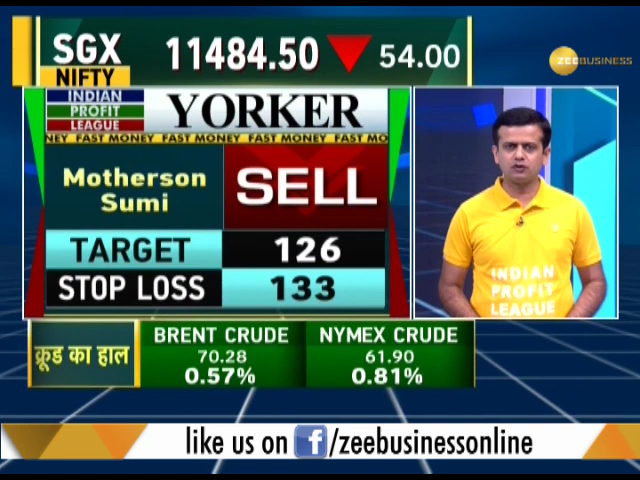 SGX
NIFTY
11484.50
54.00
ZEEBUSINESS
INDIAN
PROFIT
LEAGUE
YORKER
NEY FAST MONEY FAST MONEY FAST MONEY FAST MO
Motherson
Sumi
SELL
TARGET
126
STOP LOSS
133
INDIAN
PROFIT
LEAGUE
क्रूड का हाल
BRENT CRUDE
70.28
0.57%
NYMEX CRUDE
61.90
0.81%
like us on f/zeebusinessonline